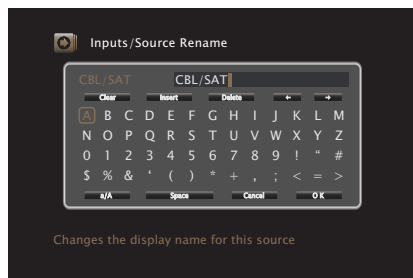 Inputs/Source Rename
CBL/SAT CBL/SAT
Clear Insert Delete ← →
A B C D E F G H I J K L M
N O P Q R S T U V W X Y Z
0 1 2 3 4 5 6 7 8 9 ! “ #
$ % & ‘ ( ) * + , ; < = >
a/A Space Cancel OK
Changes the display name for this source